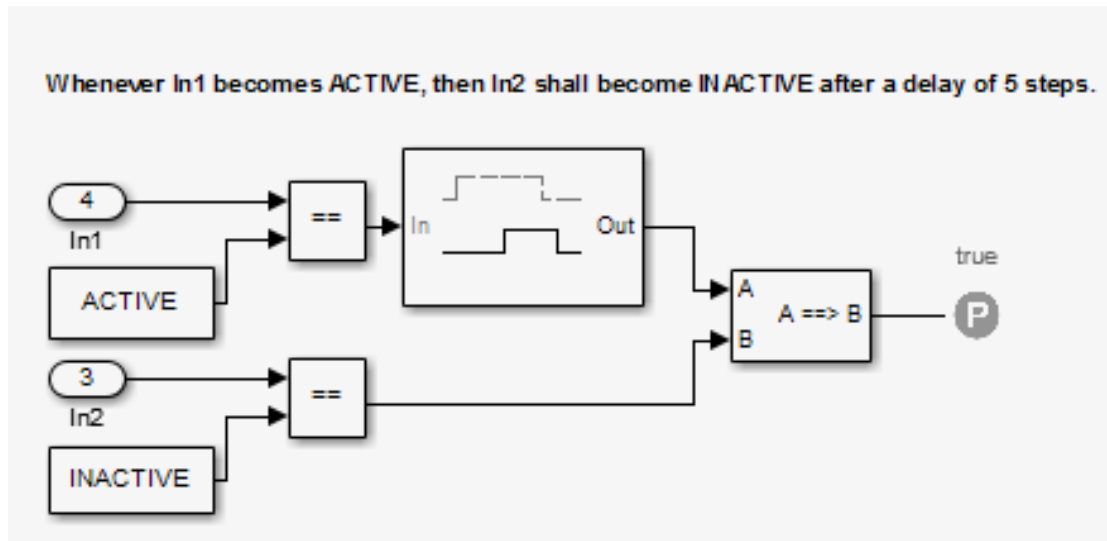 Whenever In1 becomes ACTIVE, then In2 shall become INACTIVE after a delay of 5 steps.
4
In1
ACTIVE
==
In
Out
3
In2
INACTIVE
==
A
B
A ==> B
true
P